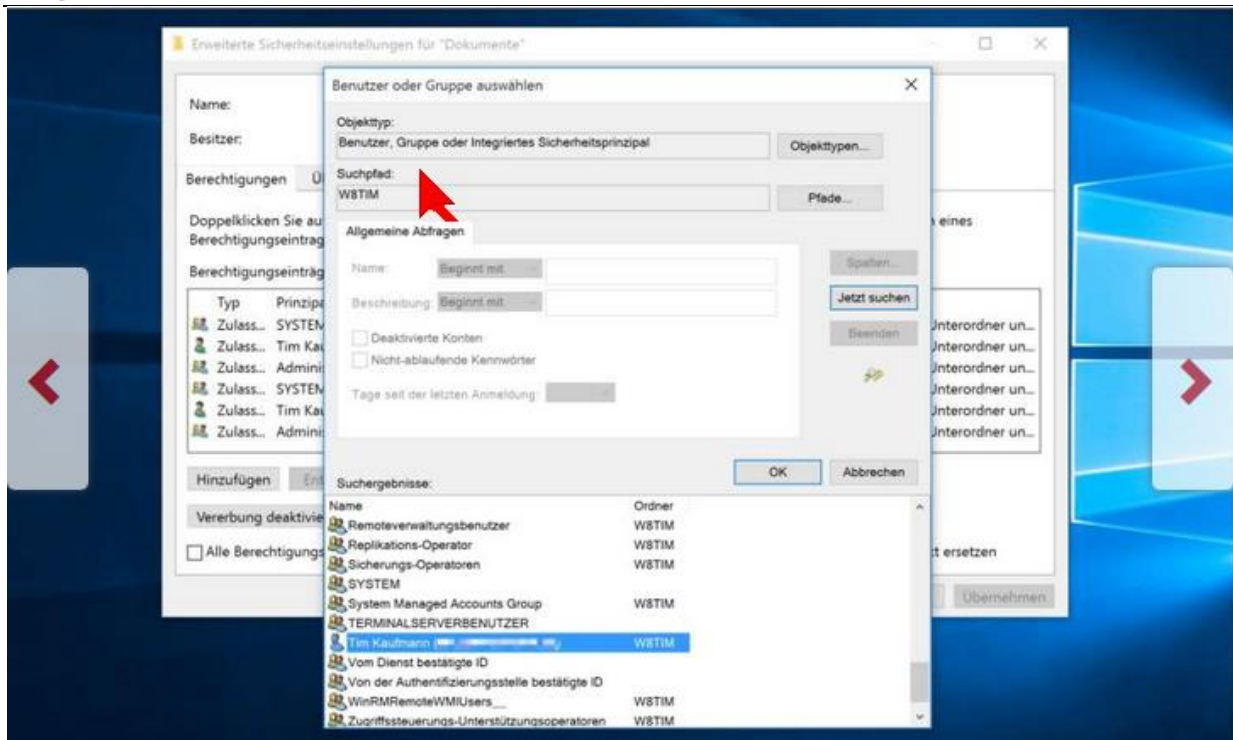 Erweiterte Sicherheitseinstellungen für "Dokumente"
Benutzer oder Gruppe auswählen
Name:
Objekttyp:
Besitzer:
Benutzer, Gruppe oder Integriertes Sicherheitsprinzipal
Objekttypen...
Suchpfad:
Berechtigungen
W8TIM
Pfade...
Doppelklicken Sie au
n eines
Berechtigungseintrag
Allgemeine Abfragen
Name: Beginnt mit
Spalten...
Berechtigungseinträg
Beschreibung: Beginnt mit
Jetzt suchen
Typ Prinzipa
Deaktivierte Konten
Beenden
Zulass... SYSTEM
Unterordner un...
Zulass... Tim Kau
Nicht-ablaufende Kennwörter
Unterordner un...
Zulass... Adminis
Unterordner un...
Zulass... SYSTEM
Tage seit der letzten Anmeldung:
Unterordner un...
Zulass... Tim Kau
Unterordner un...
Zulass... Adminis
Unterordner un...
OK Abbrechen
Hinzufügen Ent
Suchergebnisse:
Name Ordner
Vererbung deaktivie
Remoteverwaltungsbenutzer W8TIM
Replikations-Operator W8TIM
Alle Berechtigungs
t ersetzen
Sicherungs-Operatoren W8TIM
SYSTEM
System Managed Accounts Group W8TIM
Übernehmen
TERMINALSERVERBENUTZER
Tim Kaufmann ( W8TIM
Vom Dienst bestätigte ID
Von der Authentifizierungsstelle bestätigte ID
WinRMRemoteWMIUsers__ W8TIM
Zugriffssteuerungs-Unterstützungsoperatoren W8TIM